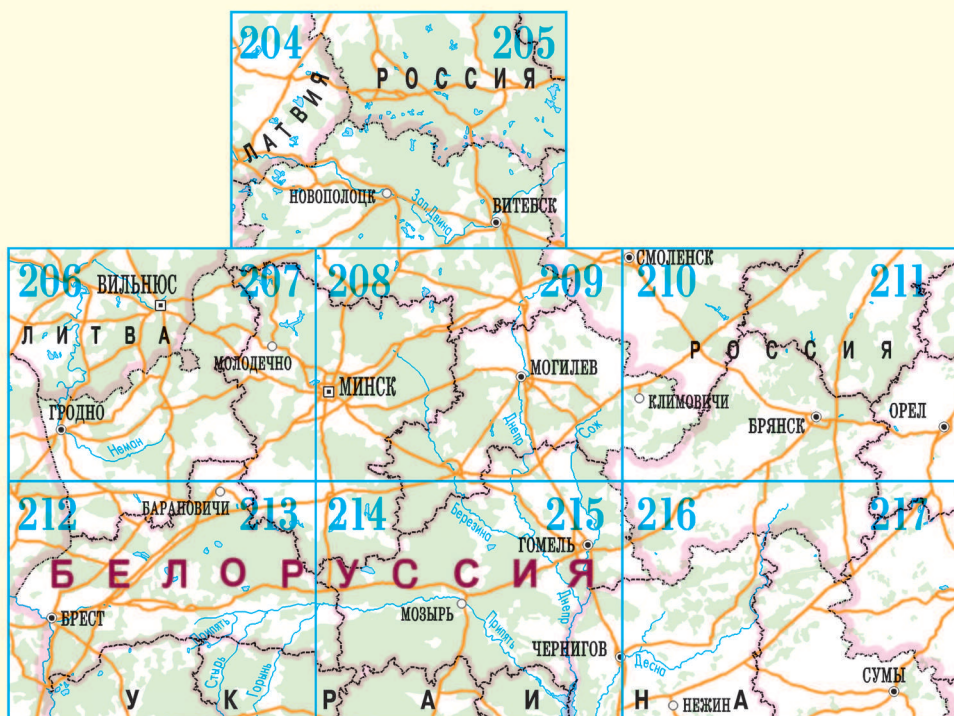 204 205
РОССИЯ
ЛАТВИЯ
НОВОПОЛОЦК
Зап.Двина
ВИТЕБСК
206 207 208 209 210 211
СМОЛЕНСК
ВИЛЬНЮС
ЛИТВА
МОЛОДЕЧНО
РОССИЯ
МИНСК
МОГИЛЕВ
КЛИМОВИЧИ
ГРОДНО
Неман
Днепр
Сож
БРЯНСК
ОРЕЛ
БАРАНОВИЧИ
212 213 214 215 216 217
Березина
ГОМЕЛЬ
БЕЛОРУССИЯ
БРЕСТ
МОЗЫРЬ
Днепр
Припять
Припять
Стырь
Горынь
ЧЕРНИГОВ
Десна
СУМЫ
УКРАИНА
НЕЖИН